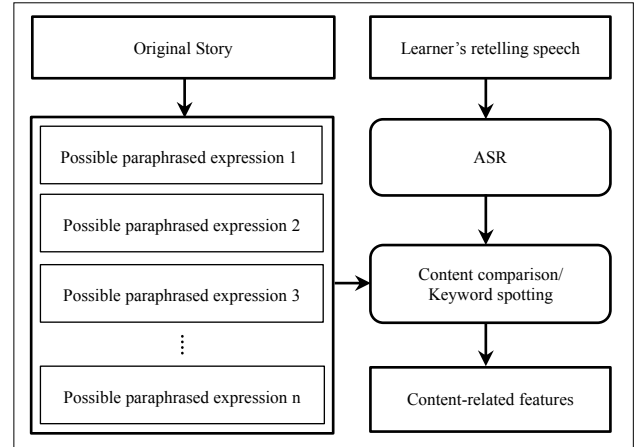 Original Story
Learner's retelling speech
Possible paraphrased expression 1
Possible paraphrased expression 2
Possible paraphrased expression 3
Possible paraphrased expression n
ASR
Content comparison/
Keyword spotting
Content-related features